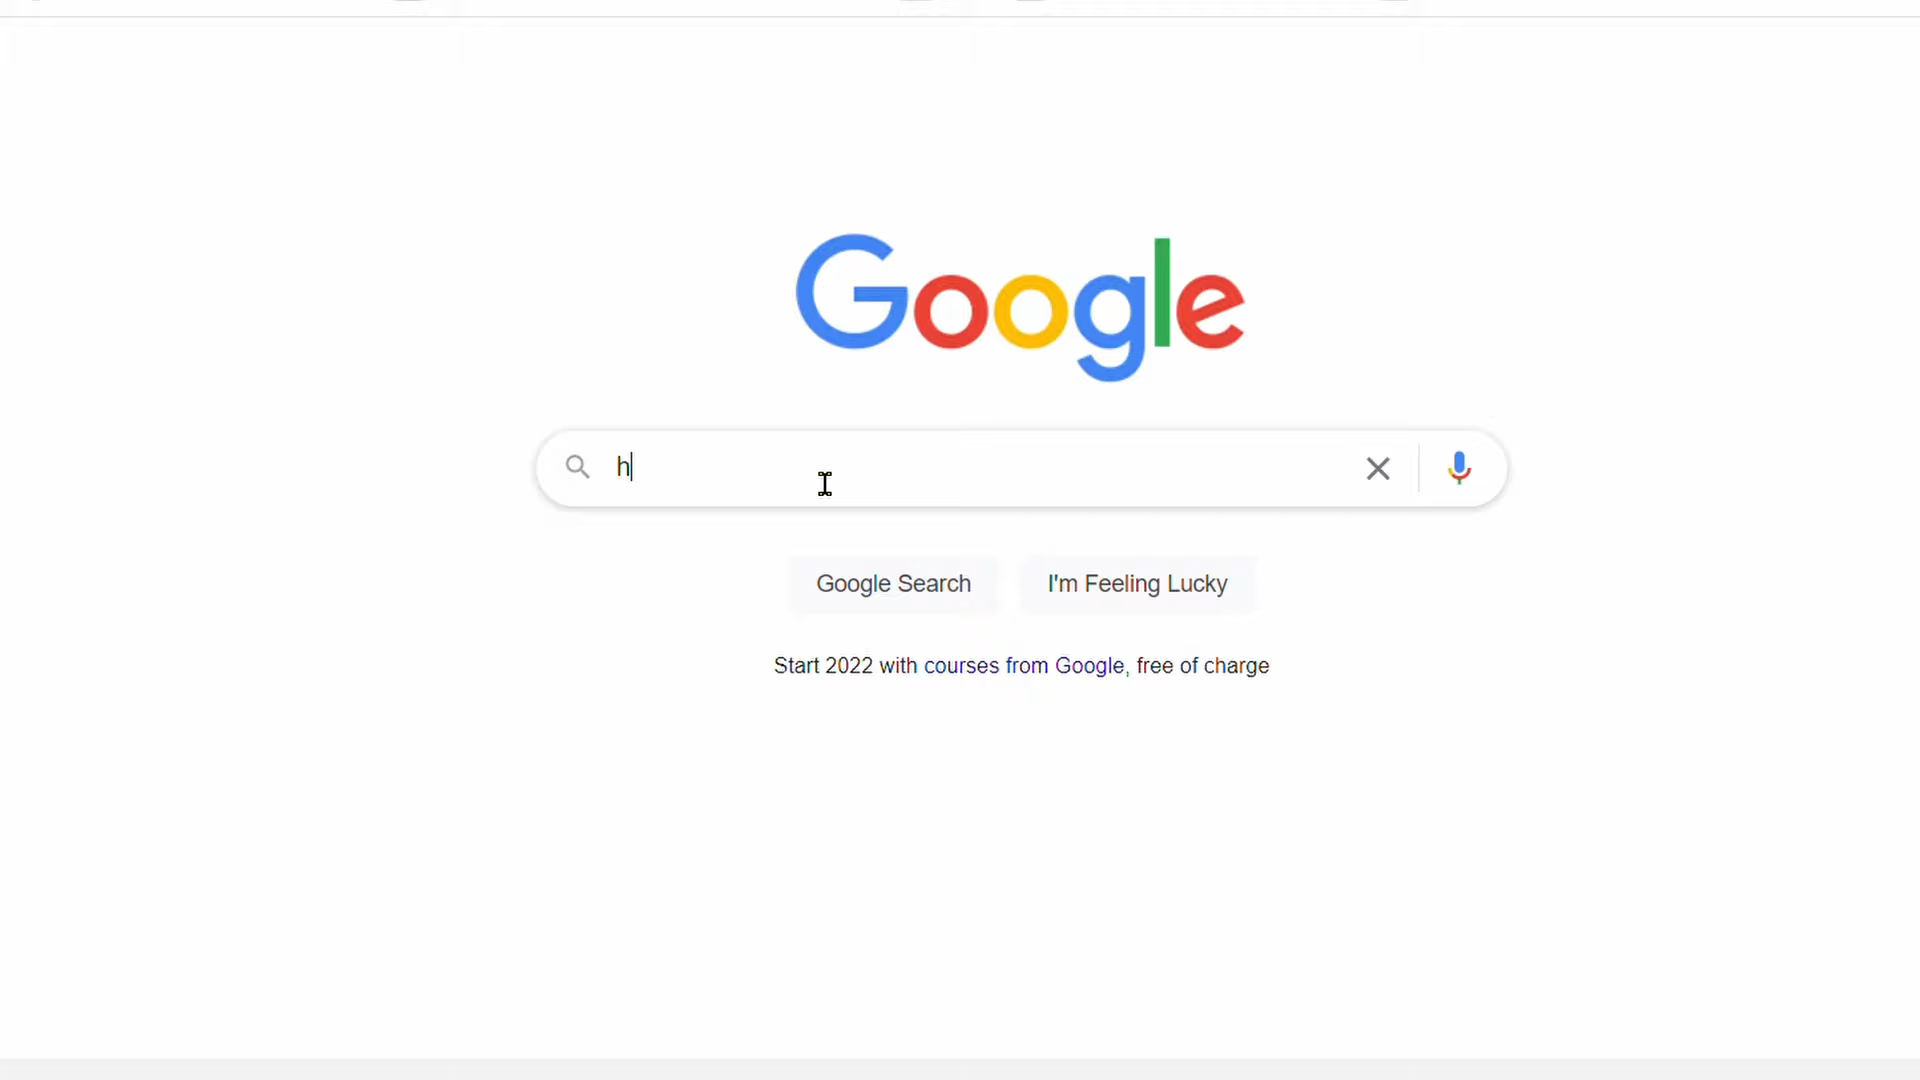 Google
h
Google Search
I'm Feeling Lucky
Start 2022 with courses from Google, free of charge